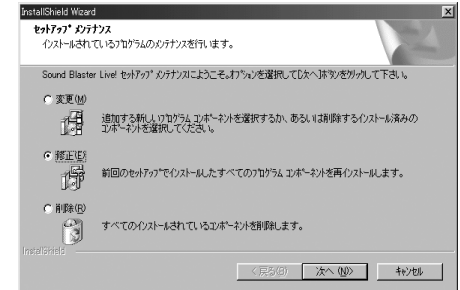 InstallShield Wizard
ｾｯﾄｱｯﾌﾟ ﾒﾝﾃﾅﾝｽ
ｲﾝｽﾄｰﾙされているﾌﾟﾛｸﾞﾗﾑのﾒﾝﾃﾅﾝｽを行います。
Sound Blaster Live! ｾｯﾄｱｯﾌﾟ ﾒﾝﾃﾅﾝｽにようこそ。ｵﾌﾟｼｮﾝを選択して[次へ]ﾎﾞﾀﾝをｸﾘｯｸして下さい。
変更(M)
追加する新しいﾌﾟﾛｸﾞﾗﾑ ｺﾝﾎﾟｰﾈﾝﾄを選択するか、あるいは削除するｲﾝｽﾄｰﾙ済みの
ｺﾝﾎﾟｰﾈﾝﾄを選択してください。
修正(E)
前回のｾｯﾄｱｯﾌﾟでｲﾝｽﾄｰﾙしたすべてのﾌﾟﾛｸﾞﾗﾑ ｺﾝﾎﾟｰﾈﾝﾄを再ｲﾝｽﾄｰﾙします。
削除(R)
すべてのｲﾝｽﾄｰﾙされているｺﾝﾎﾟｰﾈﾝﾄを削除します。
InstallShield
< 戻る(B)
次へ (N)>
ｷｬﾝｾﾙ